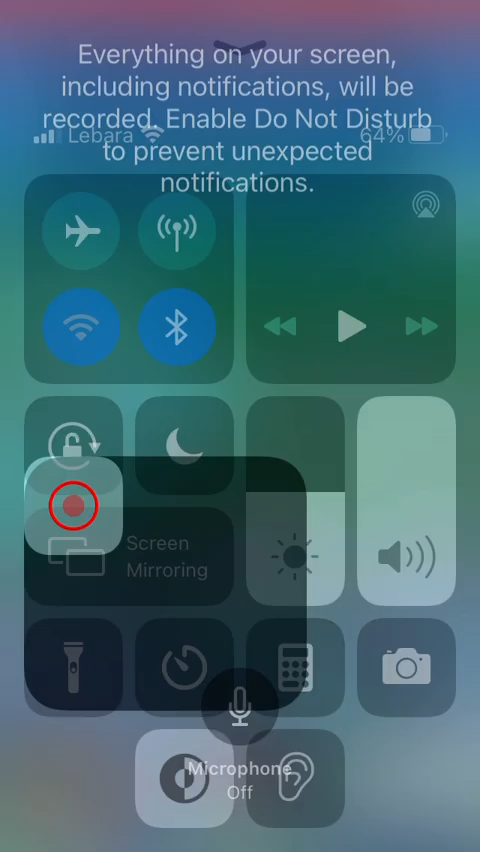 Everything on your screen,
including notifications, will be
recorded. Enable Do Not Disturb
Lebara 64%
to prevent unexpected
notifications.
Screen
Mirroring
Microphone
Off